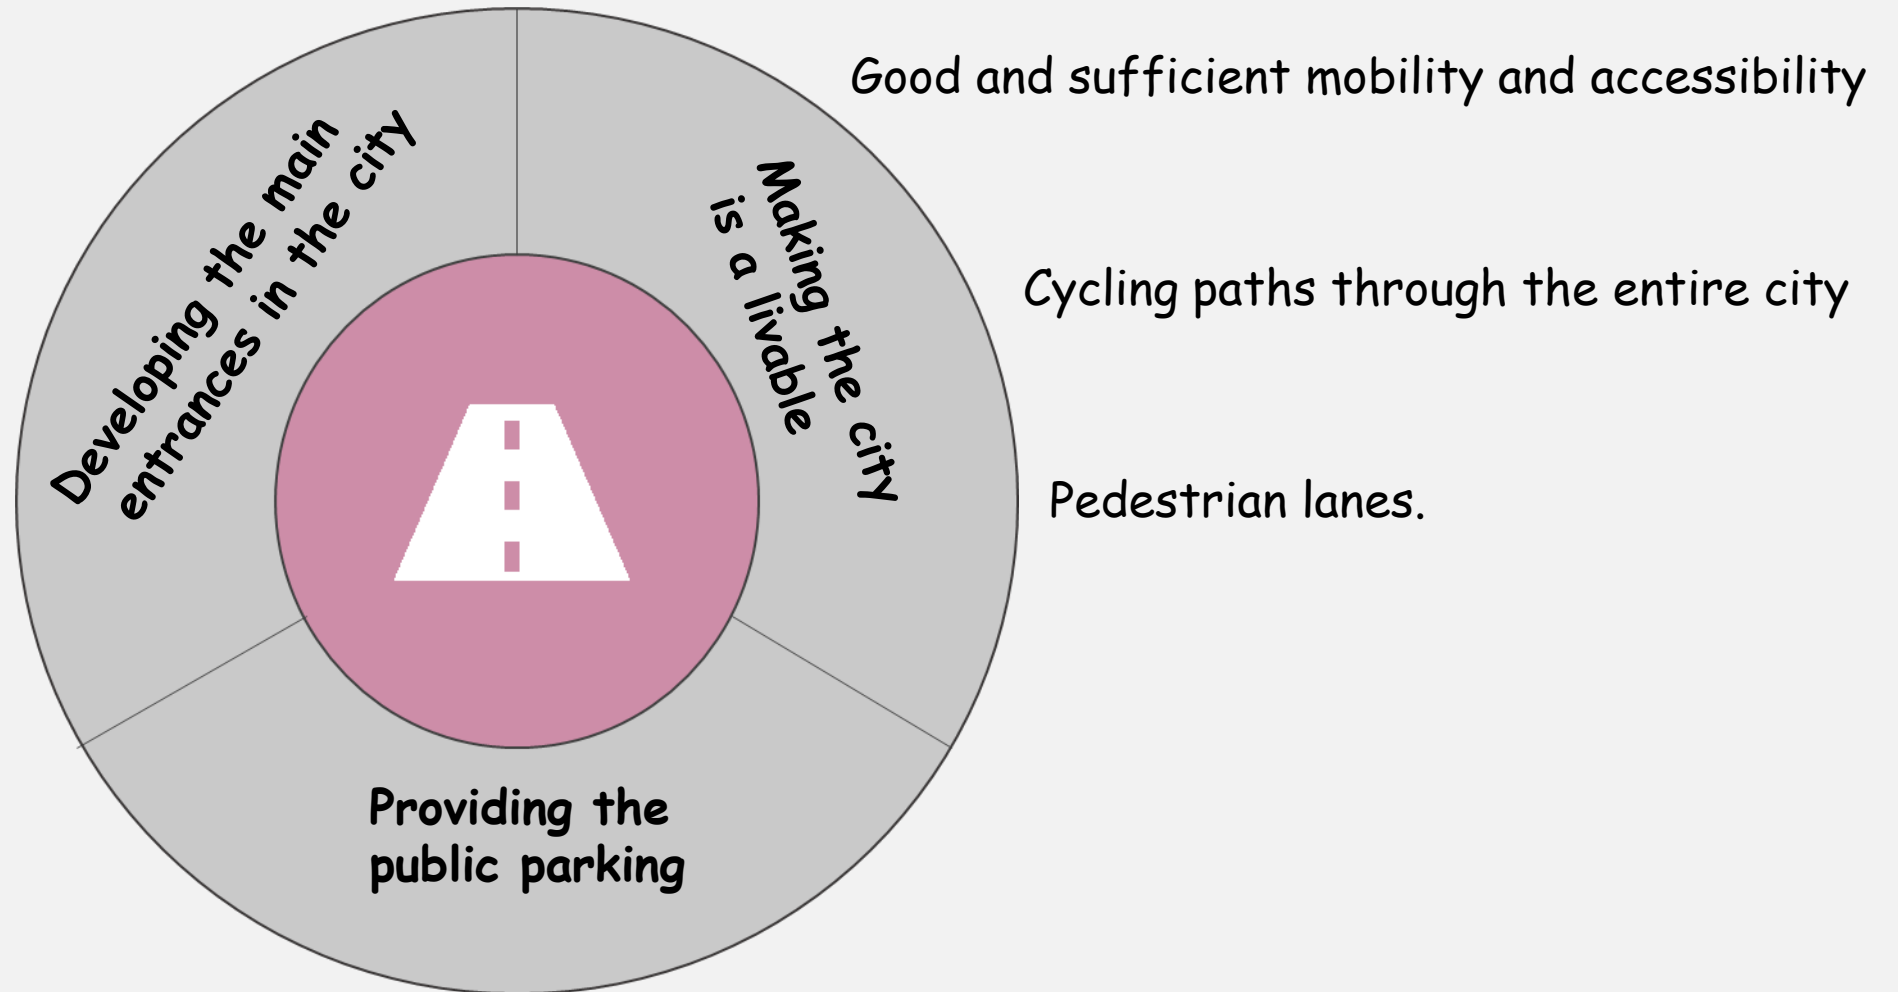 Developing the main
entrances in the city
Making the city
is a livable
Providing the
public parking
Good and sufficient mobility and accessibility
Cycling paths through the entire city
Pedestrian lanes.